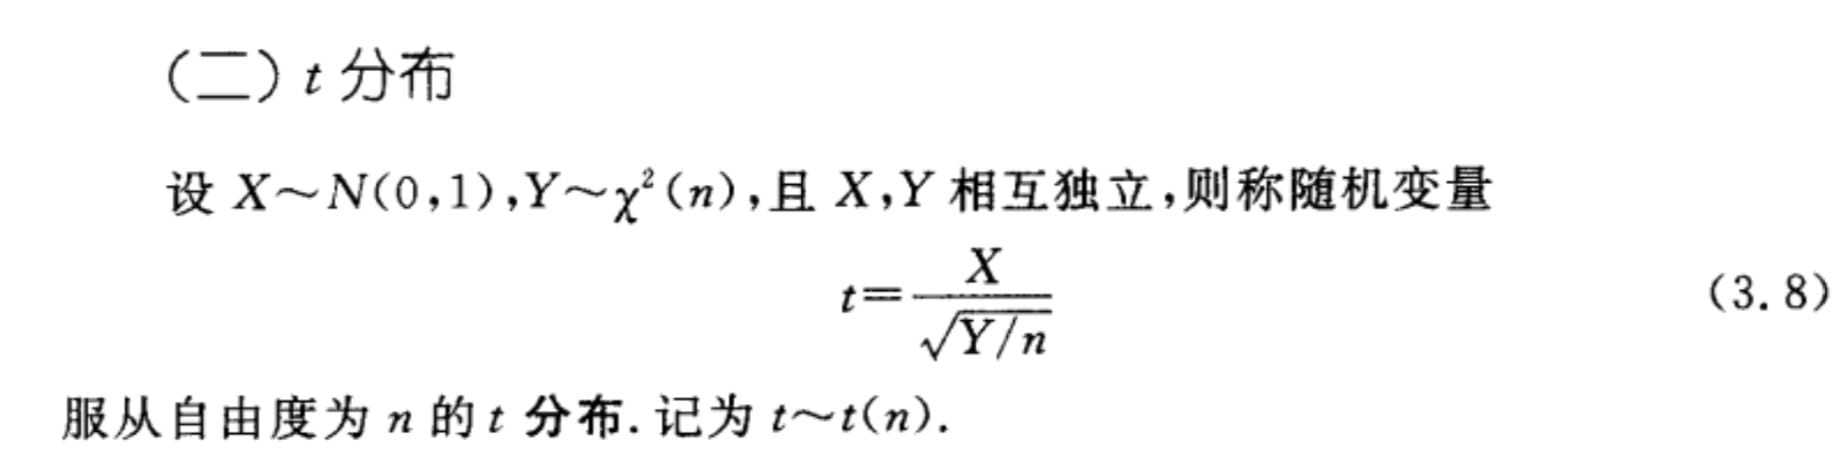 (二) t 分布
设 X～N(0,1),Y～χ²(n),且 X,Y 相互独立,则称随机变量
t=X/√(Y/n) (3.8)
服从自由度为 n 的 t 分布.记为 t～t(n).